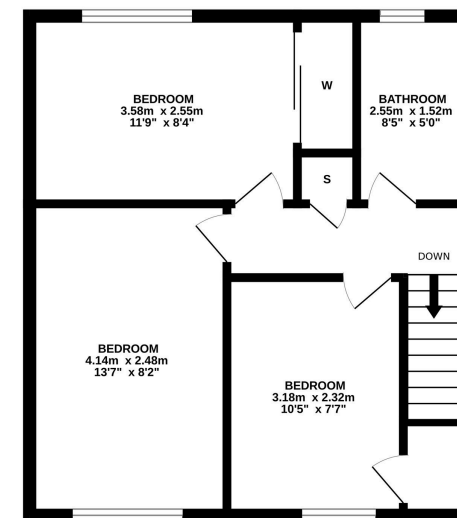 BEDROOM
3.58m x 2.55m
11'9" x 8'4"
W
BATHROOM
2.55m x 1.52m
8'5" x 5'0"
S
DOWN
BEDROOM
4.14m x 2.48m
13'7" x 8'2"
BEDROOM
3.18m x 2.32m
10'5" x 7'7"